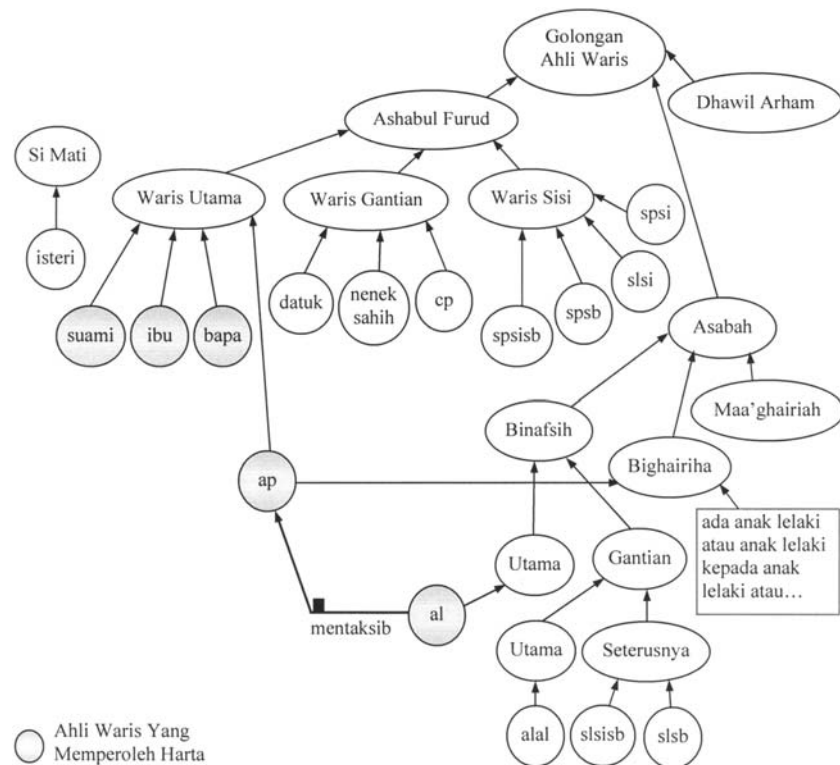 Golongan
Ahli Waris
Dhawil Arham
Ashabul Furud
Si Mati
Waris Utama
Waris Gantian
Waris Sisi
spsi
isteri
datuk
nenek
sahih
cp
slsi
spsb
spsisb
suami
ibu
bapa
Asabah
Maa'ghairiah
Binafsih
Bighairiha
ap
ada anak lelaki
atau anak lelaki
kepada anak
lelaki atau…
Utama
Gantian
al
mentaksib
Utama
Seterusnya
alal
slsisb
slsb
Ahli Waris Yang
Memperoleh Harta